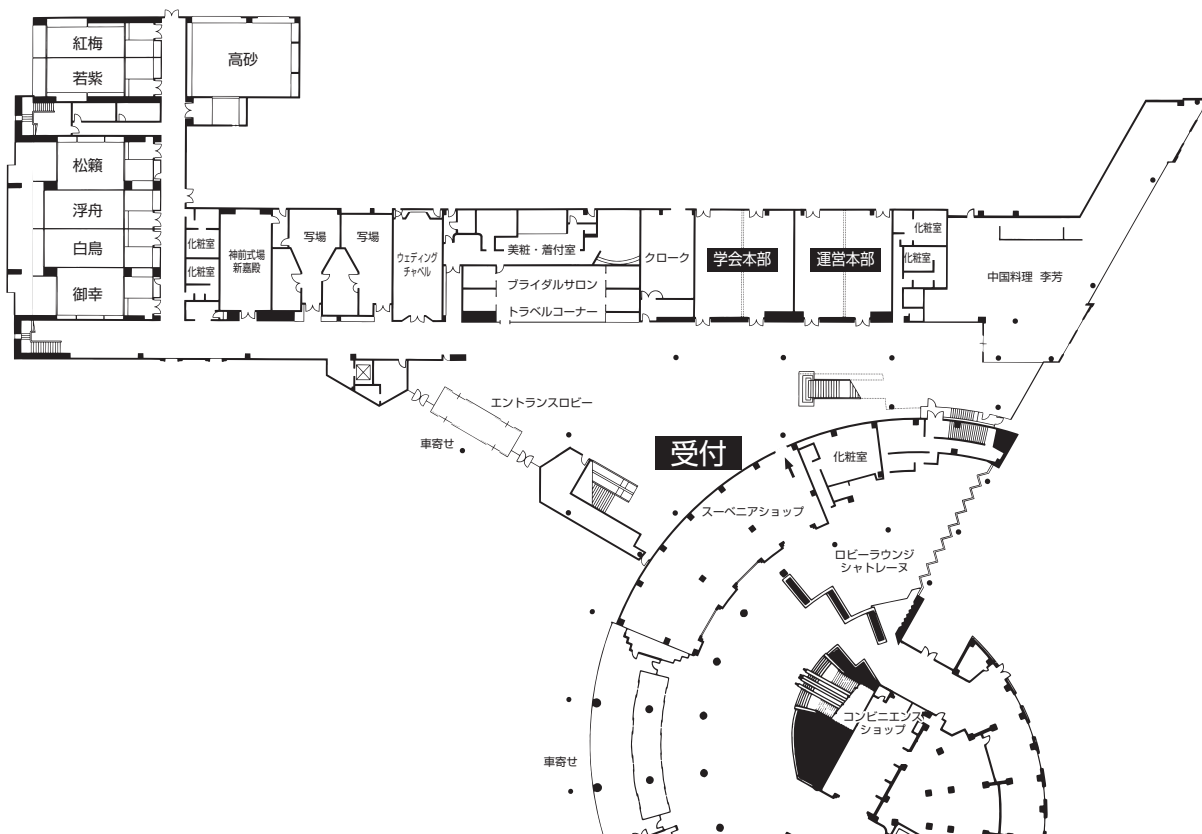 紅梅
若紫
高砂
松籟
浮舟
白鳥
御幸
化粧室
化粧室
神前式場
新嘉殿
写場
写場
ウェディング
チャペル
美粧・着付室
ブライダルサロン
トラベルコーナー
クローク
学会本部
運営本部
化粧室
化粧室
中国料理 李芳
エントランスロビー
車寄せ
受付
化粧室
スーベニアショップ
ロビーラウンジ
シャトレーヌ
コンビニエンス
ショップ
車寄せ